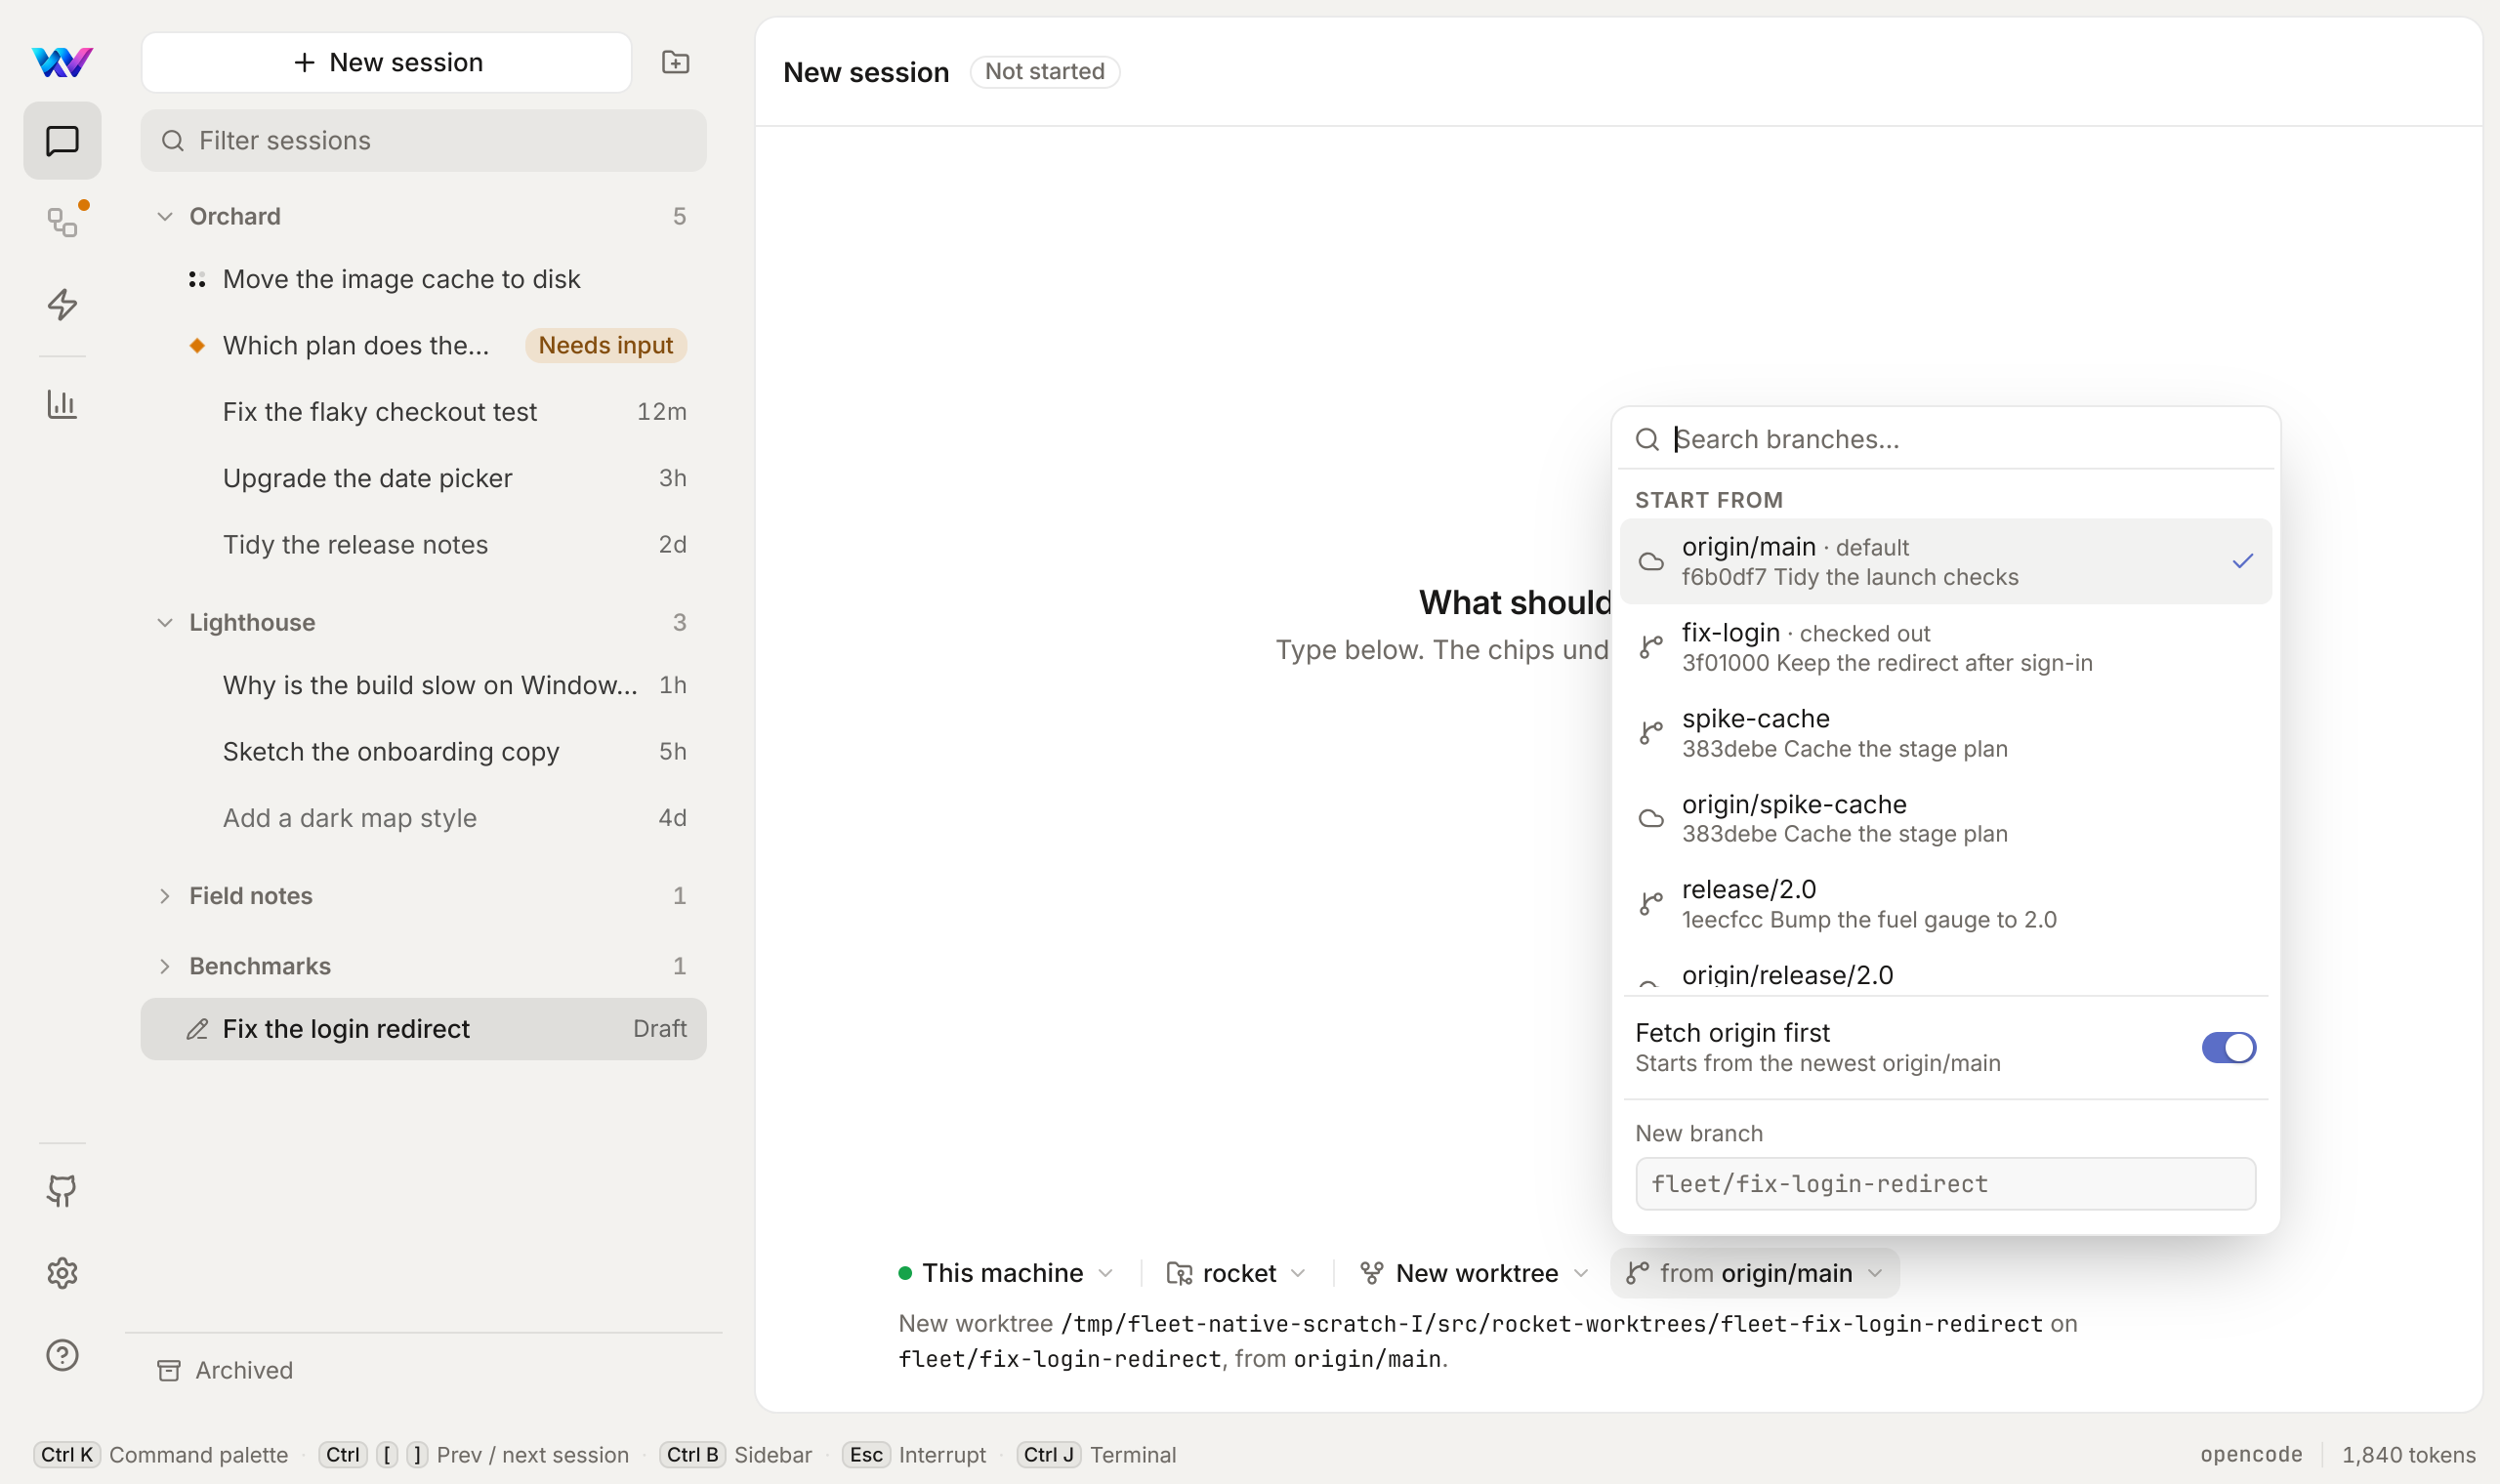 New session
Filter sessions
Orchard 5
Move the image cache to disk
Which plan does the... Needs input
Fix the flaky checkout test 12m
Upgrade the date picker 3h
Tidy the release notes 2d
Lighthouse 3
Why is the build slow on Window... 1h
Sketch the onboarding copy 5h
Add a dark map style 4d
Field notes 1
Benchmarks 1
Fix the login redirect Draft
Archived
New session Not started
What should
Type below. The chips und
Search branches...
START FROM
origin/main · default
f6b0df7 Tidy the launch checks
fix-login · checked out
3f01000 Keep the redirect after sign-in
spike-cache
383debe Cache the stage plan
origin/spike-cache
383debe Cache the stage plan
release/2.0
1eecfcc Bump the fuel gauge to 2.0
origin/release/2.0
Fetch origin first
Starts from the newest origin/main
New branch
fleet/fix-login-redirect
This machine rocket New worktree from origin/main
New worktree /tmp/fleet-native-scratch-I/src/rocket-worktrees/fleet-fix-login-redirect on
fleet/fix-login-redirect, from origin/main.
Ctrl K Command palette · Ctrl [ ] Prev / next session · Ctrl B Sidebar · Esc Interrupt · Ctrl J Terminal
opencode 1,840 tokens